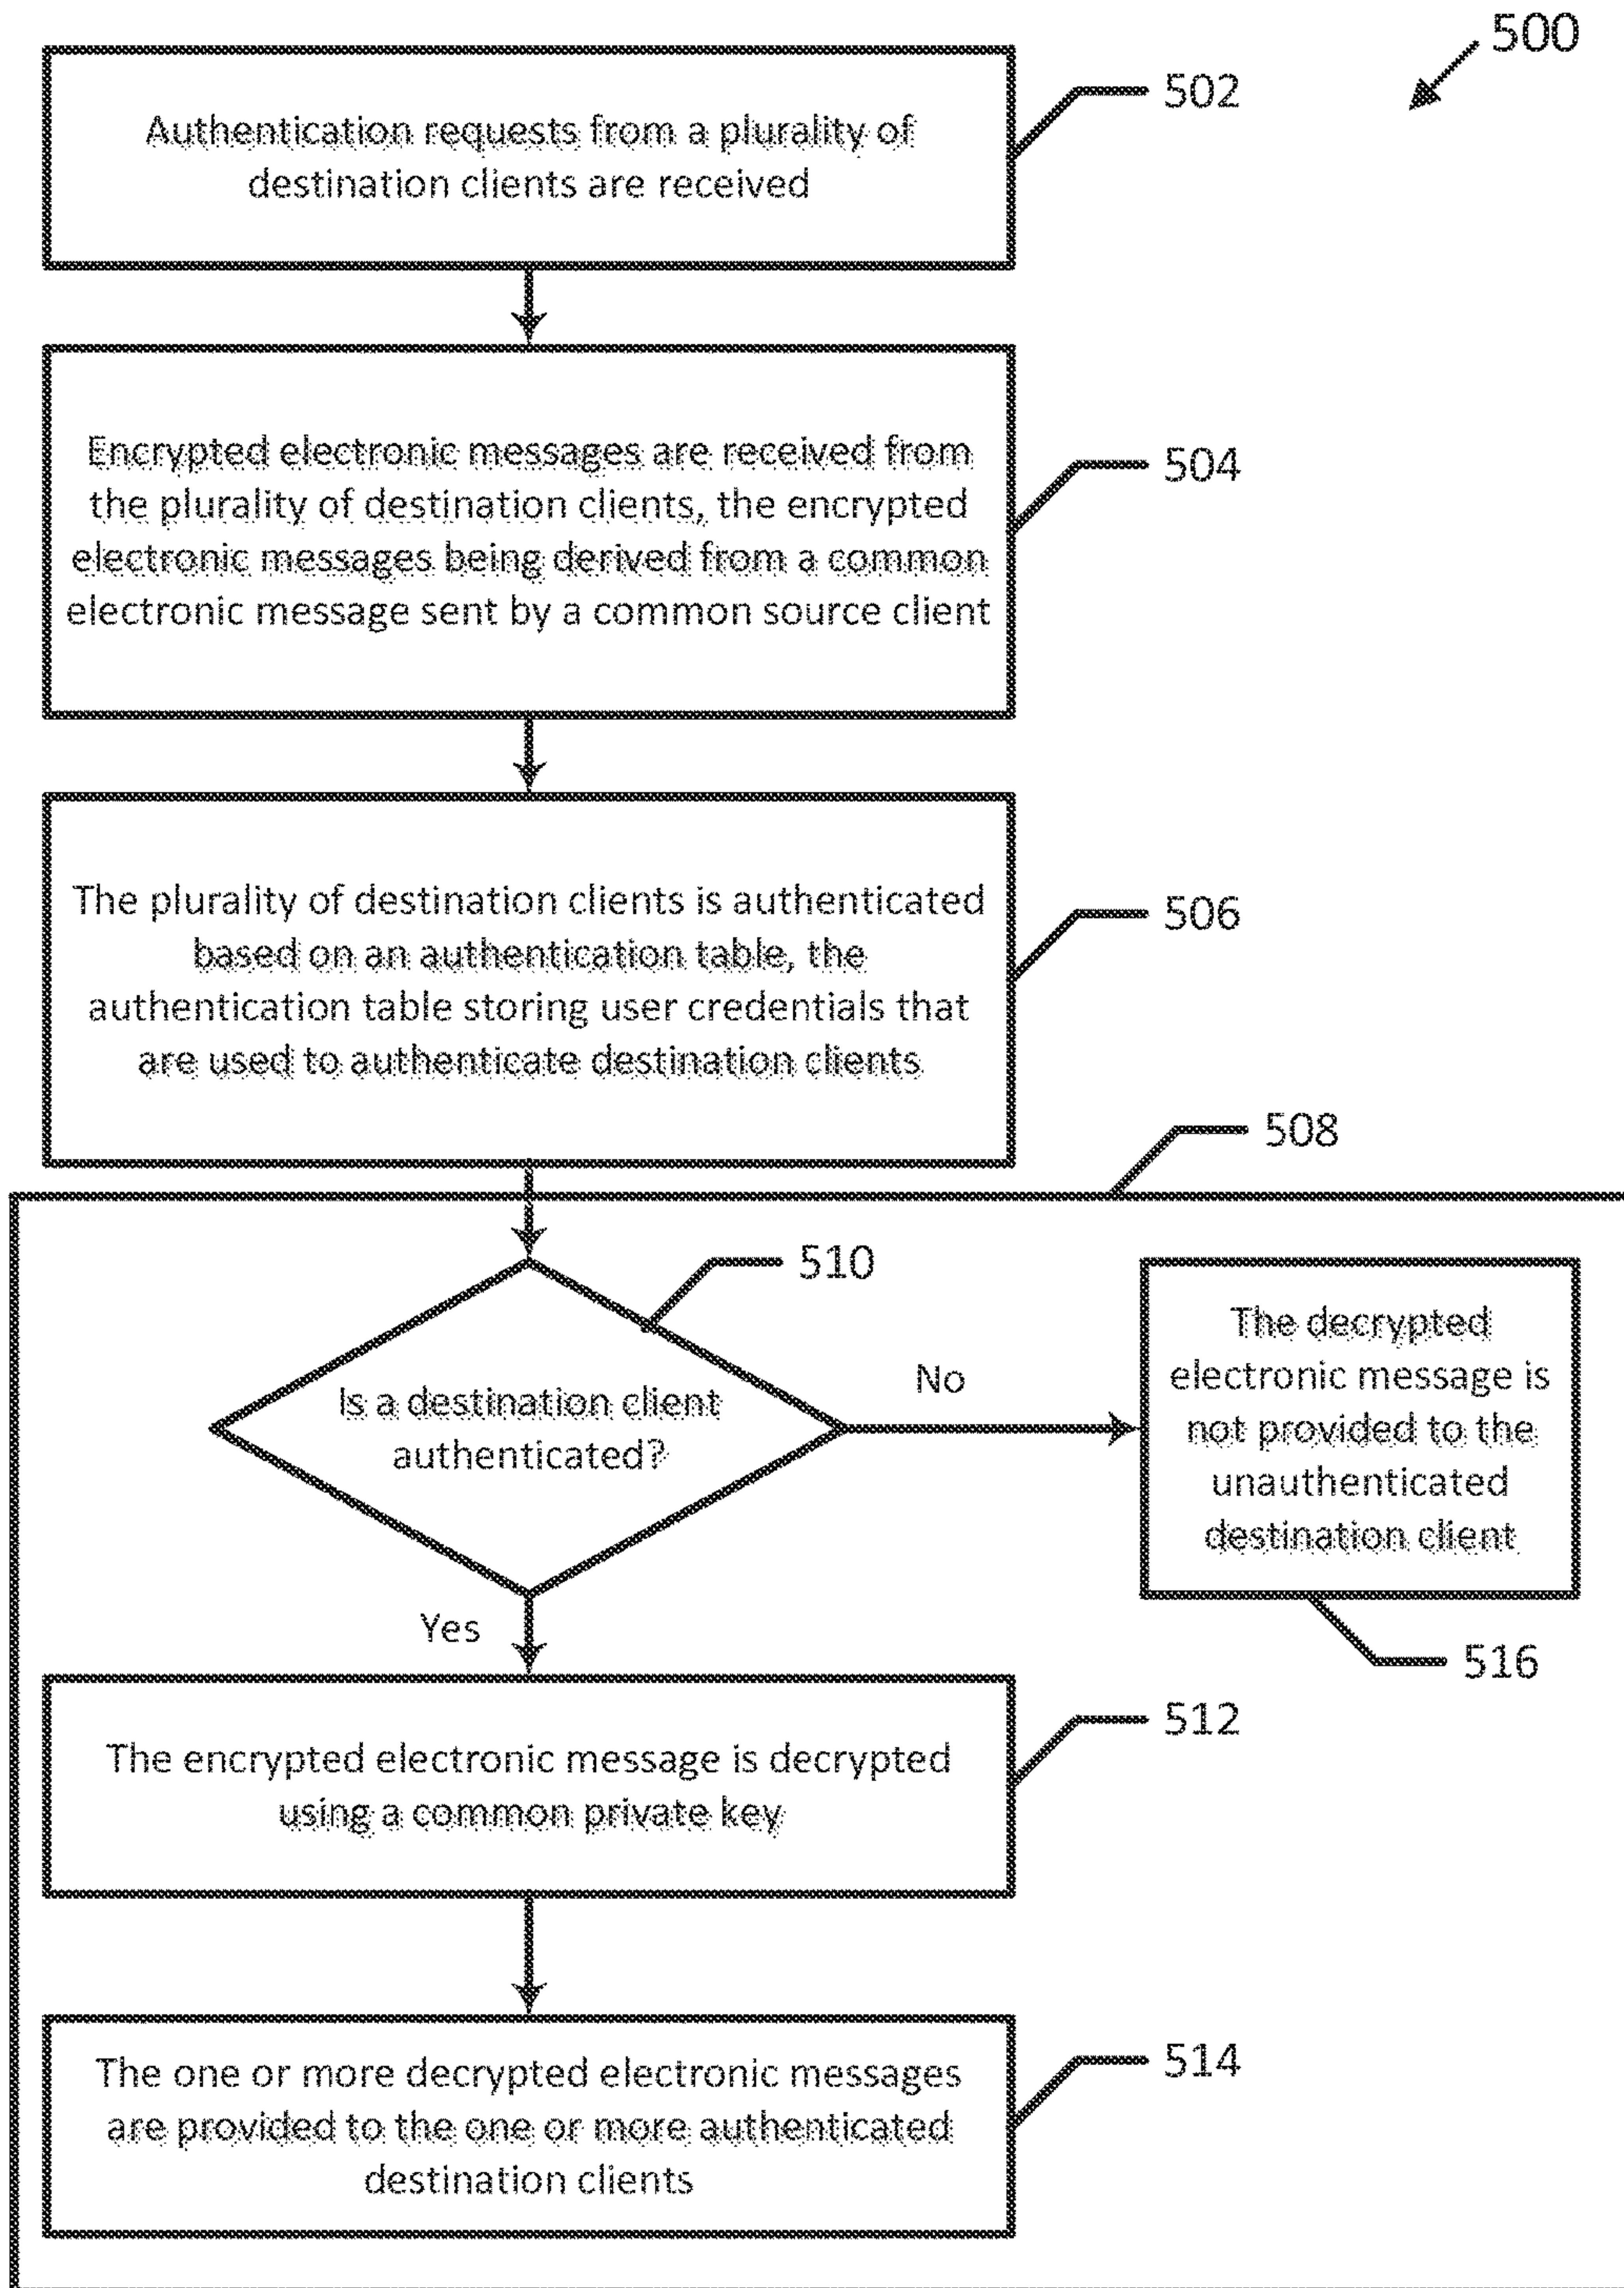 500
502
Authentication requests from a plurality of
destination clients are received
504
Encrypted electronic messages are received from
the plurality of destination clients, the encrypted
electronic messages being derived from a common
electronic message sent by a common source client
506
The plurality of destination clients is authenticated
based on an authentication table, the
authentication table storing user credentials that
are used to authenticate destination clients
508
510
Is a destination client
authenticated?
No
The decrypted
electronic message is
not provided to the
unauthenticated
destination client
516
Yes
512
The encrypted electronic message is decrypted
using a common private key
514
The one or more decrypted electronic messages
are provided to the one or more authenticated
destination clients